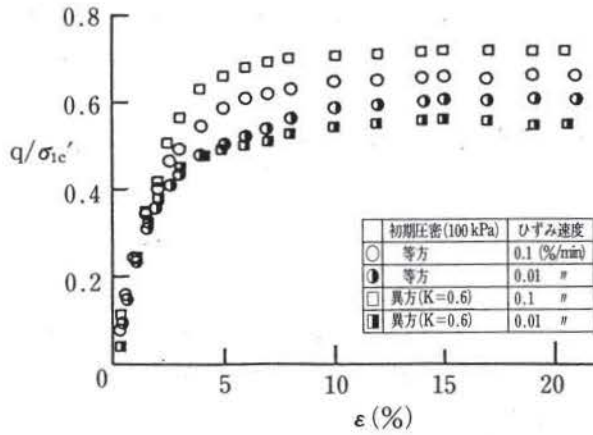 0.8
0.6
q/σ1c′
0.4
0.2
0
5
10
15
20
ε(%)
初期圧密(100 kPa) ひずみ速度
等方 0.1 (%/min)
等方 0.01 〃
異方(K=0.6) 0.1 〃
異方(K=0.6) 0.01 〃